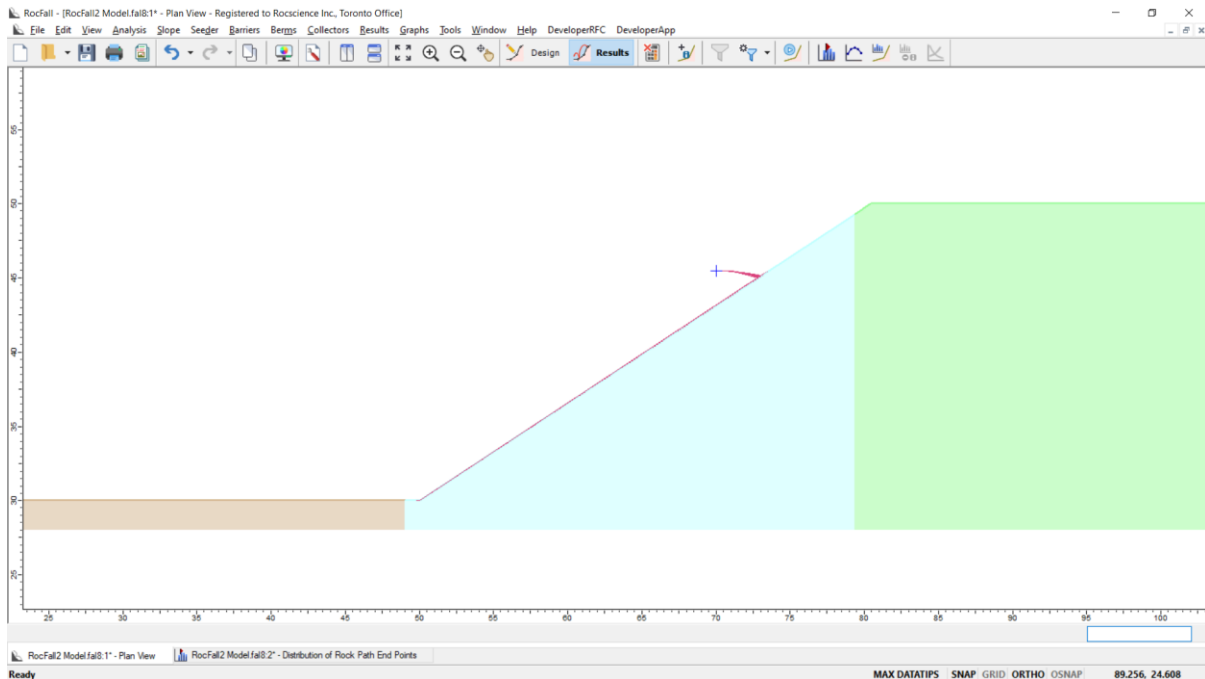 RocFall - [RocFall2 Model.fal8:1* - Plan View - Registered to Rocscience Inc., Toronto Office]
File Edit View Analysis Slope Seeder Barriers Berms Collectors Results Graphs Tools Window Help DeveloperRFC DeveloperApp
Design Results
55
50
45
40
35
30
25
25 30 35 40 45 50 55 60 65 70 75 80 85 90 95 100
RocFall2 Model.fal8:1* - Plan View RocFall2 Model.fal8:2* - Distribution of Rock Path End Points
Ready MAX DATATIPS SNAP GRID ORTHO OSNAP 89.256, 24.608